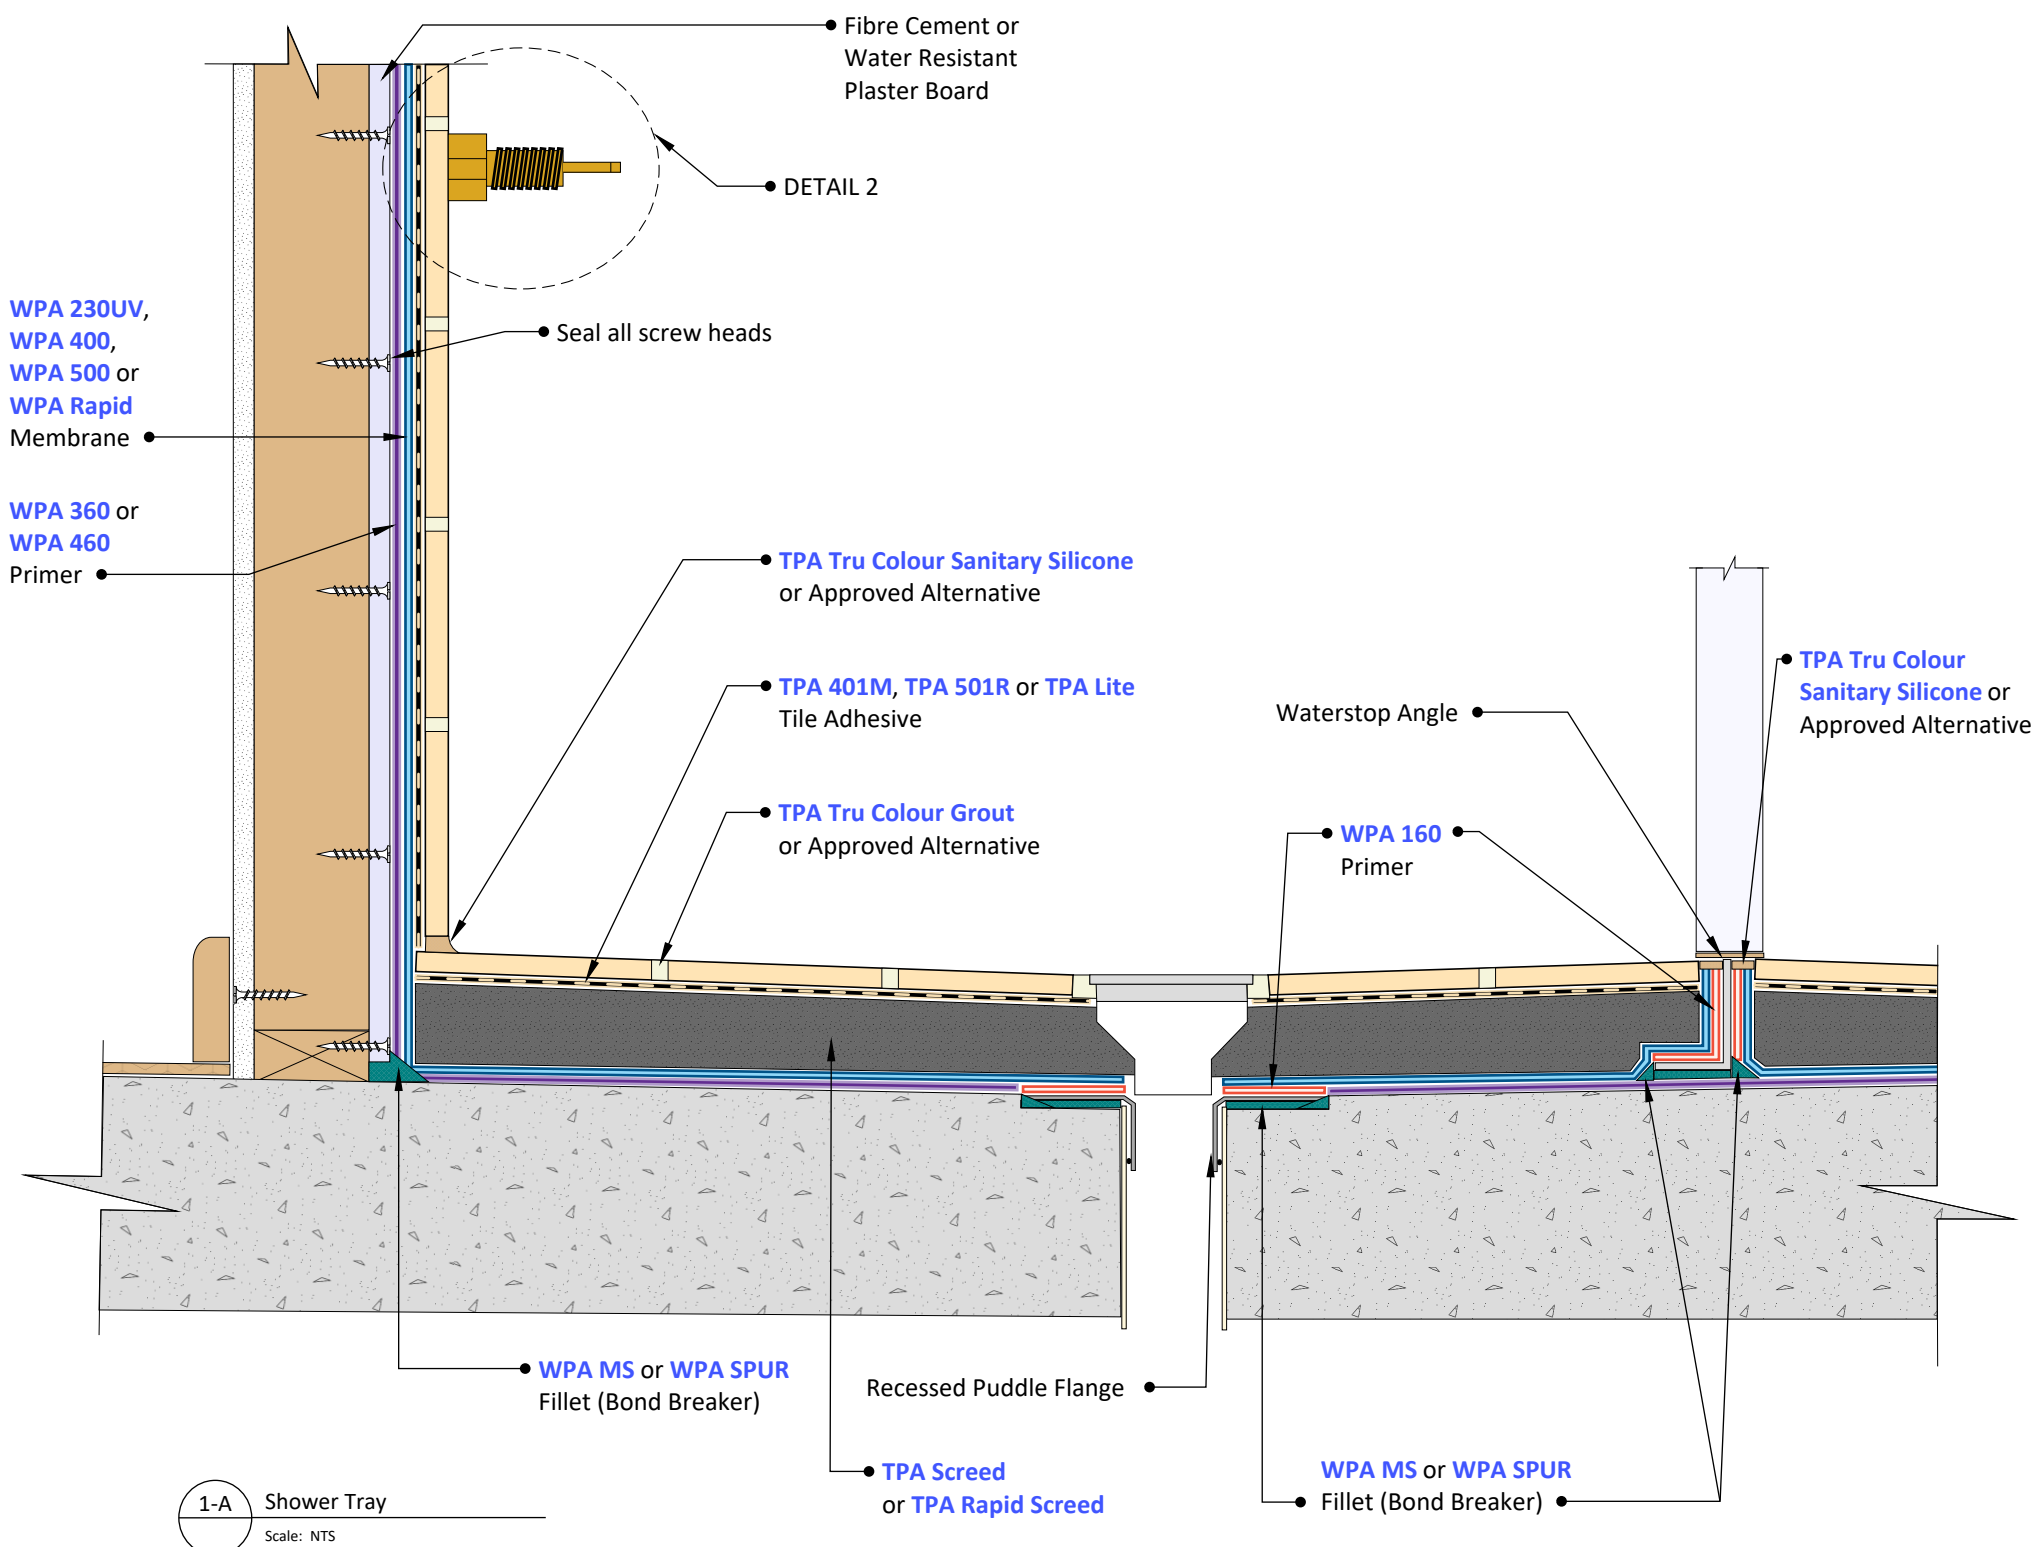 Fibre Cement or
Water Resistant
Plaster Board
DETAIL 2
WPA 230UV,
WPA 400,
WPA 500 or
WPA Rapid
Membrane
Seal all screw heads
WPA 360 or
WPA 460
Primer
TPA Tru Colour Sanitary Silicone
or Approved Alternative
TPA 401M, TPA 501R or TPA Lite
Tile Adhesive
TPA Tru Colour Grout
or Approved Alternative
Waterstop Angle
TPA Tru Colour
Sanitary Silicone or
Approved Alternative
WPA 160
Primer
WPA MS or WPA SPUR
Fillet (Bond Breaker)
Recessed Puddle Flange
TPA Screed
or TPA Rapid Screed
WPA MS or WPA SPUR
Fillet (Bond Breaker)
1-A
Shower Tray
Scale: NTS